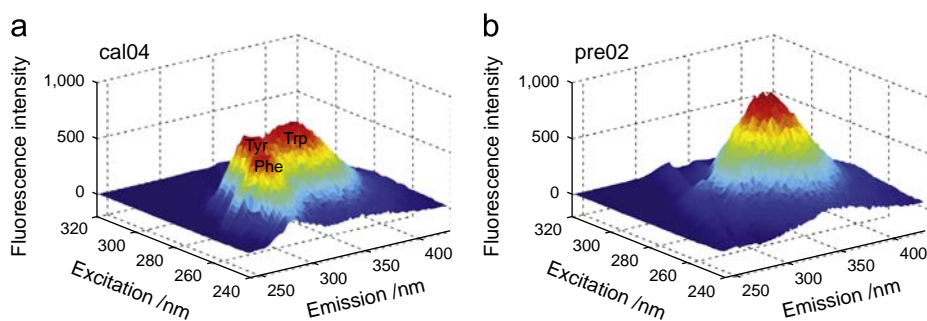 a
cal04
Fluorescence intensity
1,000
500
0
Tyr
Trp
Phe
320
300
280
260
240
Excitation /nm
250
300
350
400
Emission /nm
b
pre02
Fluorescence intensity
1,000
500
0
320
300
280
260
240
Excitation /nm
250
300
350
400
Emission /nm